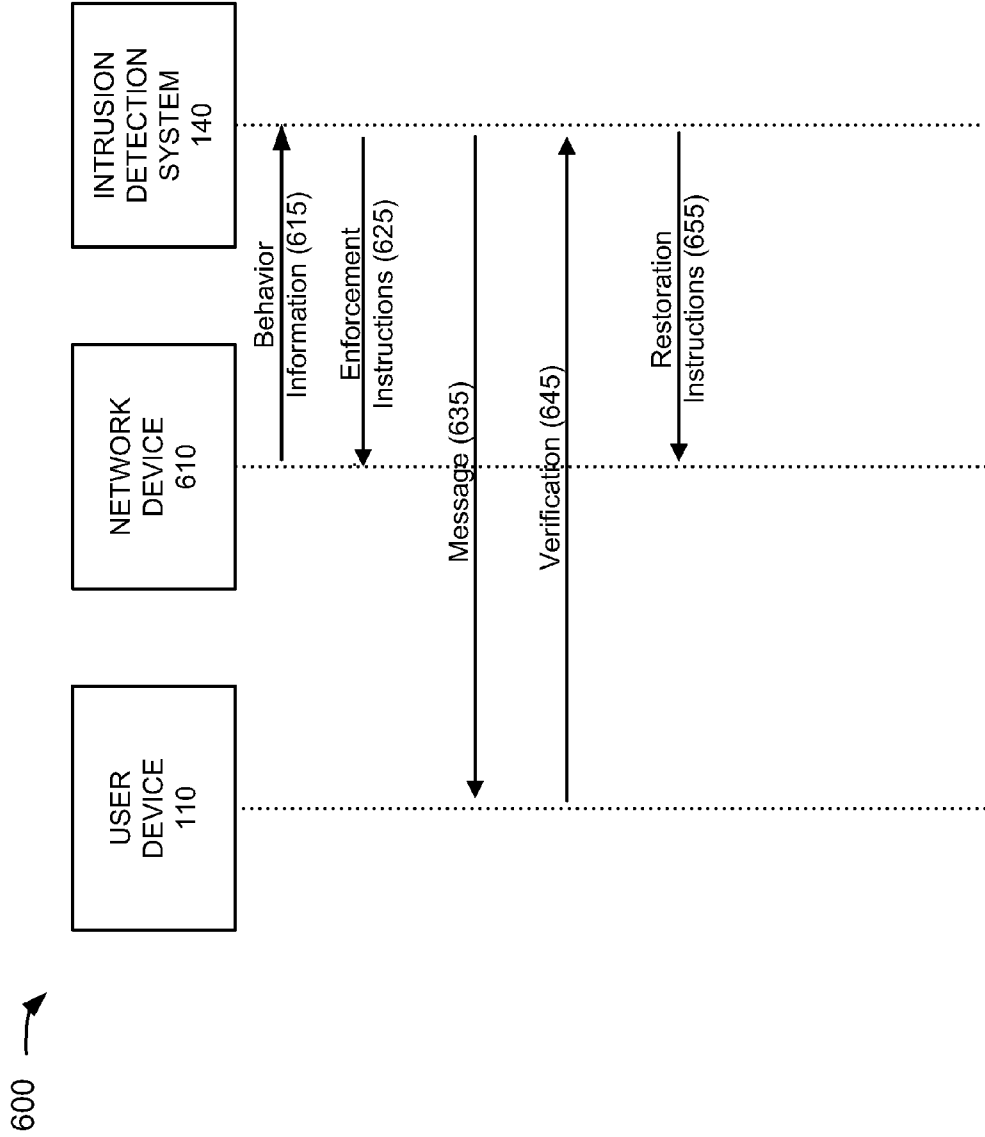 600
USER
DEVICE
110
NETWORK
DEVICE
610
INTRUSION
DETECTION
SYSTEM
140
Behavior
Information (615)
Enforcement
Instructions (625)
Message (635)
Verification (645)
Restoration
Instructions (655)